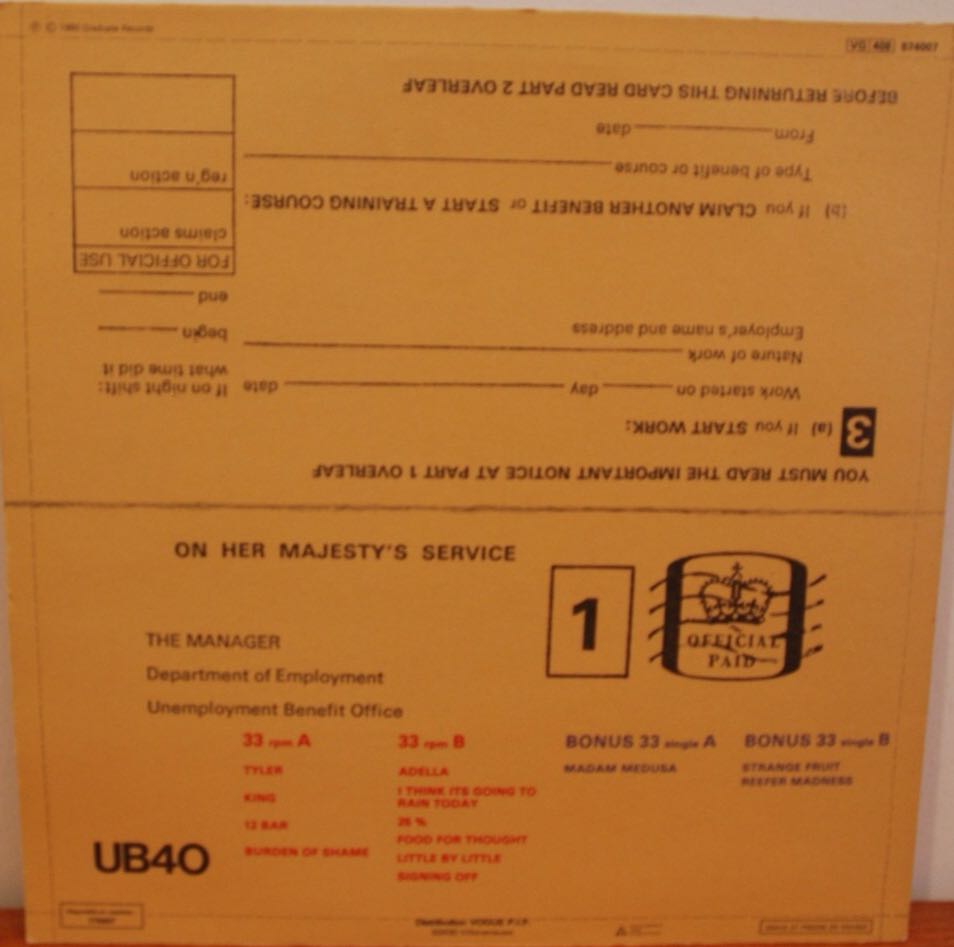 ℗ © 1980 Graduate Records
VG 408 574007
BEFORE RETURNING THIS CARD READ PART 2 OVERLEAF
From date
Type of benefit or course
(b) If you CLAIM ANOTHER BENEFIT or START A TRAINING COURSE:
reg'n action
claims action
FOR OFFICIAL USE
end
begin
what time did it
If on night shift:
Employer's name and address
Nature of work
Work started on day date
3 (a) If you START WORK:
YOU MUST READ THE IMPORTANT NOTICE AT PART 1 OVERLEAF
ON HER MAJESTY'S SERVICE
1
OFFICIAL
PAID
THE MANAGER
Department of Employment
Unemployment Benefit Office
33 rpm A
TYLER
KING
12 BAR
BURDEN OF SHAME
33 rpm B
ADELLA
I THINK ITS GOING TO
RAIN TODAY
25 %
FOOD FOR THOUGHT
LITTLE BY LITTLE
SIGNING OFF
BONUS 33 single A
MADAM MEDUSA
BONUS 33 single B
STRANGE FRUIT
REEFER MADNESS
UB40
Distribution VOGUE P.I.P.